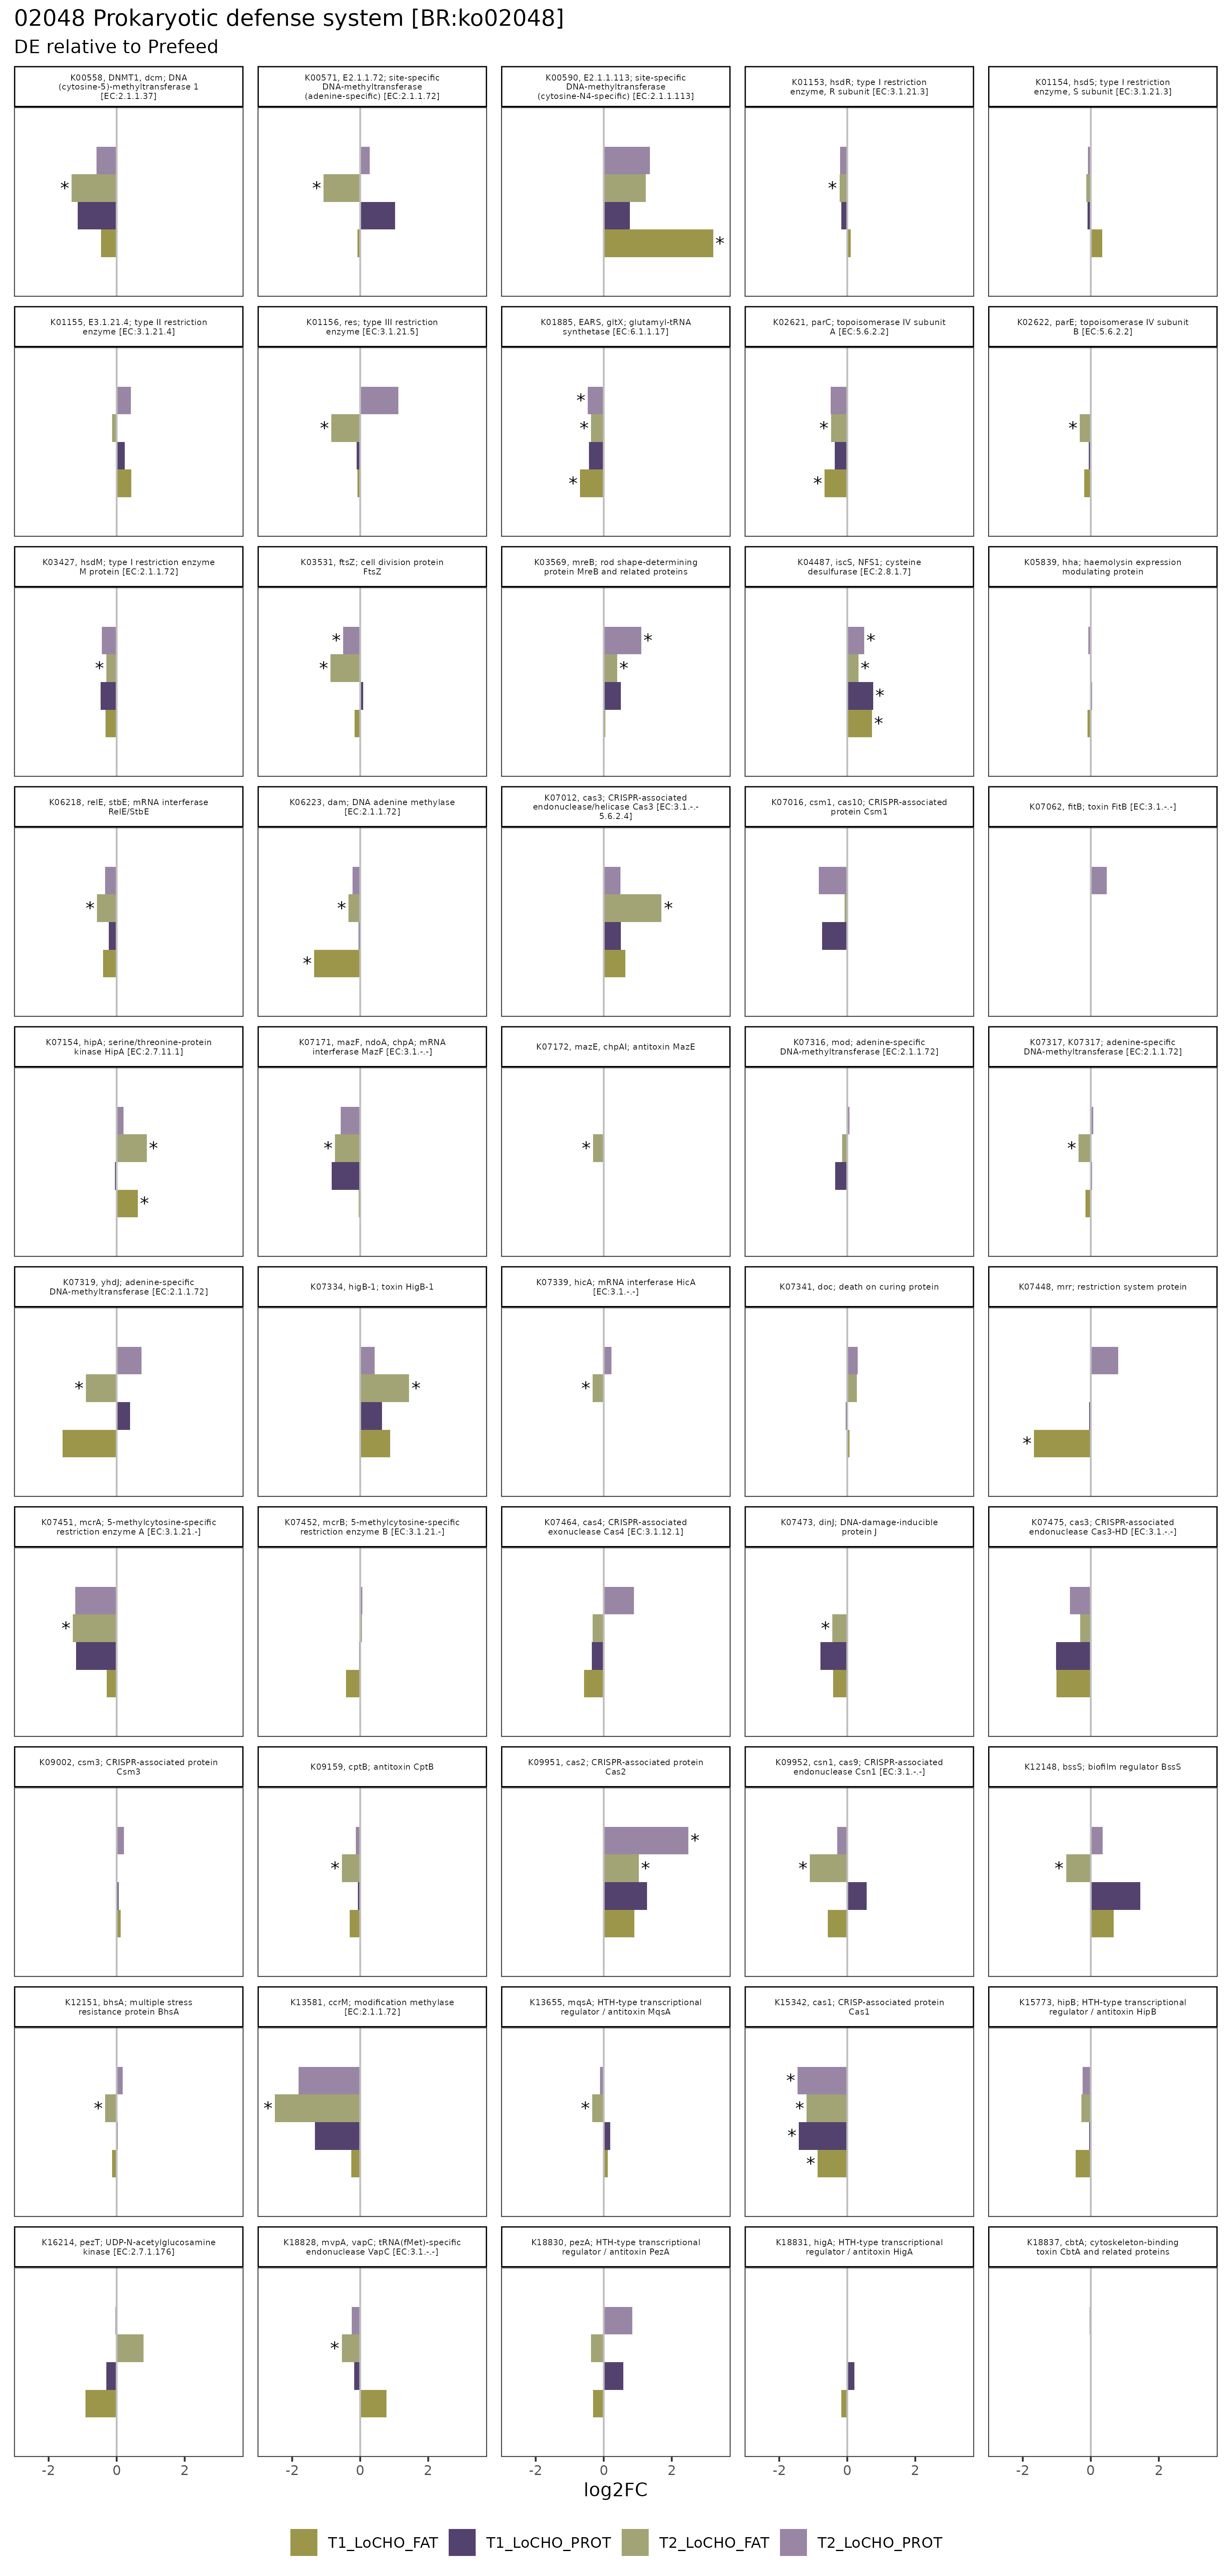 02048 Prokaryotic defense system [BR:ko02048]
DE relative to Prefeed
K00558, DNMT1, dcm; DNA
(cytosine-5)-methyltransferase 1
[EC:2.1.1.37]
K00571, E2.1.1.72; site-specific
DNA-methyltransferase
(adenine-specific) [EC:2.1.1.72]
K00590, E2.1.1.113; site-specific
DNA-methyltransferase
(cytosine-N4-specific) [EC:2.1.1.113]
K01153, hsdR; type I restriction
enzyme, R subunit [EC:3.1.21.3]
K01154, hsdS; type I restriction
enzyme, S subunit [EC:3.1.21.3]
*
*
*
*
K01155, E3.1.21.4; type II restriction
enzyme [EC:3.1.21.4]
K01156, res; type III restriction
enzyme [EC:3.1.21.5]
K01885, EARS, gltX; glutamyl-tRNA
synthetase [EC:6.1.1.17]
K02621, parC; topoisomerase IV subunit
A [EC:5.6.2.2]
K02622, parE; topoisomerase IV subunit
B [EC:5.6.2.2]
*
*
*
*
*
*
*
K03427, hsdM; type I restriction enzyme
M protein [EC:2.1.1.72]
K03531, ftsZ; cell division protein
FtsZ
K03569, mreB; rod shape-determining
protein MreB and related proteins
K04487, iscS, NFS1; cysteine
desulfurase [EC:2.8.1.7]
K05839, hha; haemolysin expression
modulating protein
*
*
*
*
*
*
*
*
*
K06218, relE, stbE; mRNA interferase
RelE/StbE
K06223, dam; DNA adenine methylase
[EC:2.1.1.72]
K07012, cas3; CRISPR-associated
endonuclease/helicase Cas3 [EC:3.1.-.-
5.6.2.4]
K07016, csm1, cas10; CRISPR-associated
protein Csm1
K07062, fitB; toxin FitB [EC:3.1.-.-]
*
*
*
*
K07154, hipA; serine/threonine-protein
kinase HipA [EC:2.7.11.1]
K07171, mazF, ndoA, chpA; mRNA
interferase MazF [EC:3.1.-.-]
K07172, mazE, chpAI; antitoxin MazE
K07316, mod; adenine-specific
DNA-methyltransferase [EC:2.1.1.72]
K07317, K07317; adenine-specific
DNA-methyltransferase [EC:2.1.1.72]
*
*
*
*
*
K07319, yhdJ; adenine-specific
DNA-methyltransferase [EC:2.1.1.72]
K07334, higB-1; toxin HigB-1
K07339, hicA; mRNA interferase HicA
[EC:3.1.-.-]
K07341, doc; death on curing protein
K07448, mrr; restriction system protein
*
*
*
*
K07451, mcrA; 5-methylcytosine-specific
restriction enzyme A [EC:3.1.21.-]
K07452, mcrB; 5-methylcytosine-specific
restriction enzyme B [EC:3.1.21.-]
K07464, cas4; CRISPR-associated
exonuclease Cas4 [EC:3.1.12.1]
K07473, dinJ; DNA-damage-inducible
protein J
K07475, cas3; CRISPR-associated
endonuclease Cas3-HD [EC:3.1.-.-]
*
*
K09002, csm3; CRISPR-associated protein
Csm3
K09159, cptB; antitoxin CptB
K09951, cas2; CRISPR-associated protein
Cas2
K09952, csn1, cas9; CRISPR-associated
endonuclease Csn1 [EC:3.1.-.-]
K12148, bssS; biofilm regulator BssS
*
*
*
*
*
K12151, bhsA; multiple stress
resistance protein BhsA
K13581, ccrM; modification methylase
[EC:2.1.1.72]
K13655, mqsA; HTH-type transcriptional
regulator / antitoxin MqsA
K15342, cas1; CRISP-associated protein
Cas1
K15773, hipB; HTH-type transcriptional
regulator / antitoxin HipB
*
*
*
*
*
*
*
K16214, pezT; UDP-N-acetylglucosamine
kinase [EC:2.7.1.176]
K18828, mvpA, vapC; tRNA(fMet)-specific
endonuclease VapC [EC:3.1.-.-]
K18830, pezA; HTH-type transcriptional
regulator / antitoxin PezA
K18831, higA; HTH-type transcriptional
regulator / antitoxin HigA
K18837, cbtA; cytoskeleton-binding
toxin CbtA and related proteins
*
-2 0 2 -2 0 2 -2 0 2 -2 0 2 -2 0 2
log2FC
T1_LoCHO_FAT T1_LoCHO_PROT T2_LoCHO_FAT T2_LoCHO_PROT